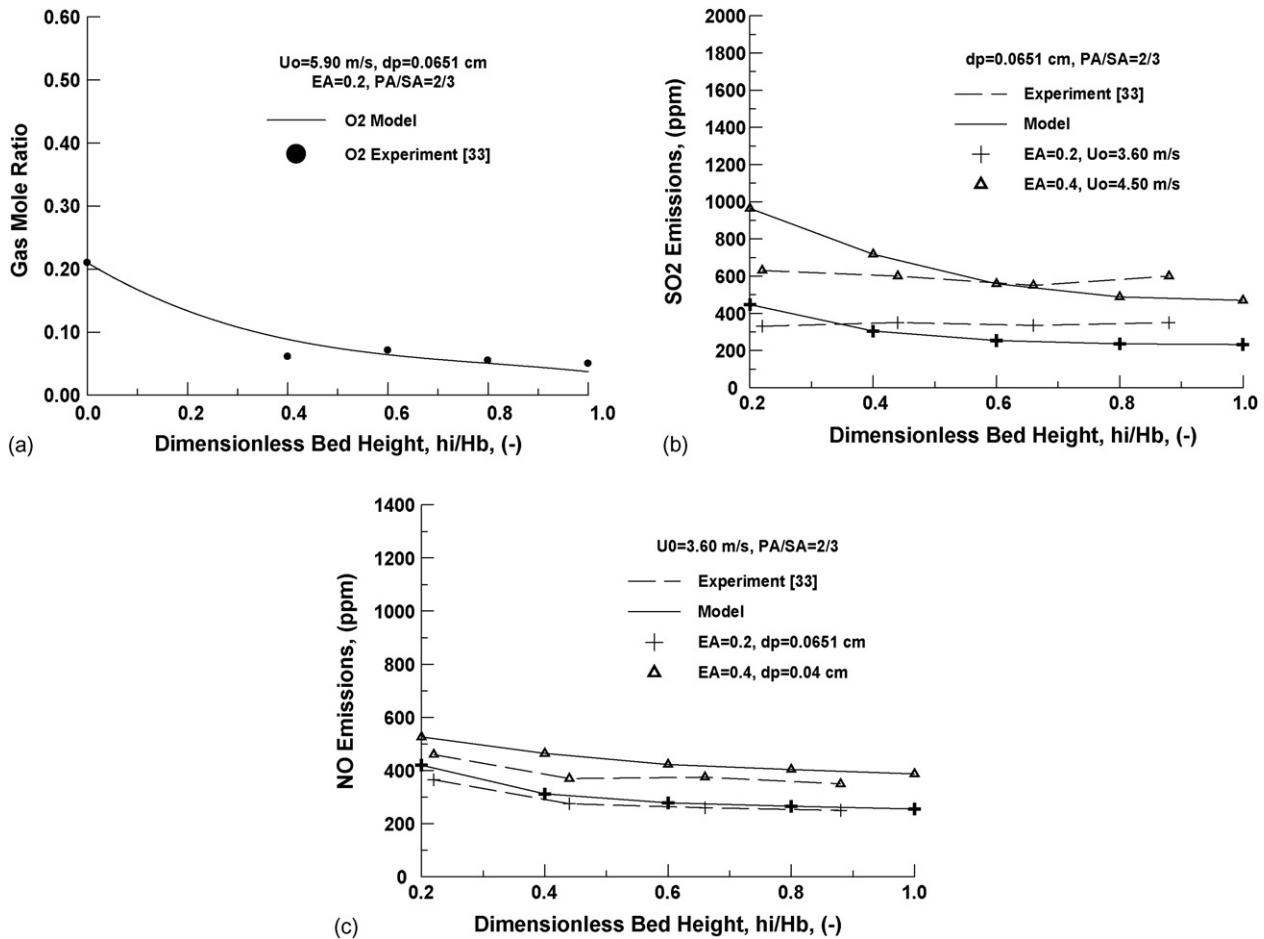 0.60
0.50
0.40
0.30
0.20
0.10
0.00
Gas Mole Ratio
Uo=5.90 m/s, dp=0.0651 cm
EA=0.2, PA/SA=2/3
O2 Model
O2 Experiment [33]
0.0 0.2 0.4 0.6 0.8 1.0
Dimensionless Bed Height, hi/Hb, (-)
(a)
2000
1800
1600
1400
1200
1000
800
600
400
200
0
SO2 Emissions, (ppm)
dp=0.0651 cm, PA/SA=2/3
Experiment [33]
Model
EA=0.2, Uo=3.60 m/s
EA=0.4, Uo=4.50 m/s
0.2 0.4 0.6 0.8 1.0
Dimensionless Bed Height, hi/Hb, (-)
(b)
1400
1200
1000
800
600
400
200
0
NO Emissions, (ppm)
U0=3.60 m/s, PA/SA=2/3
Experiment [33]
Model
EA=0.2, dp=0.0651 cm
EA=0.4, dp=0.04 cm
0.2 0.4 0.6 0.8 1.0
Dimensionless Bed Height, hi/Hb, (-)
(c)